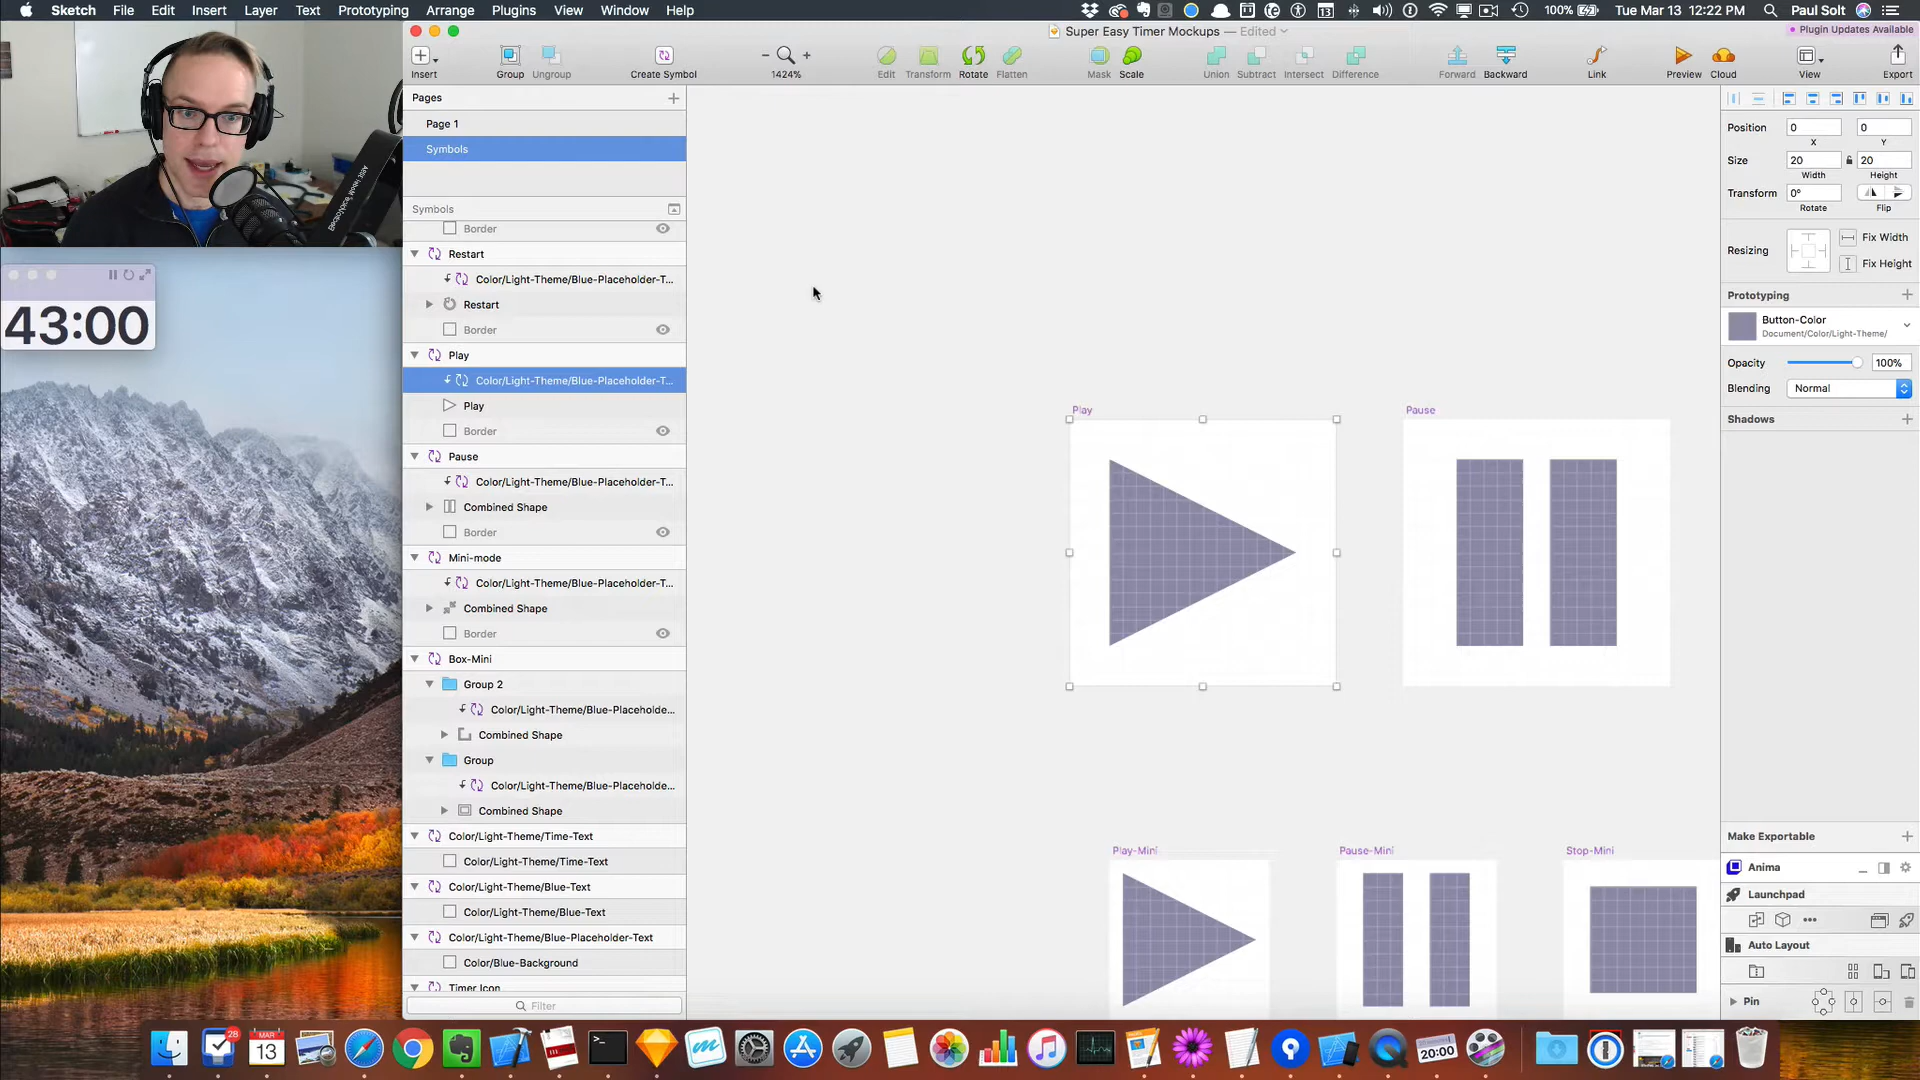 Sketch File Edit Insert Layer Text Prototyping Arrange Plugins View Window Help
13 100% Tue Mar 13 12:22 PM Paul Solt
Super Easy Timer Mockups — Edited
Plugin Updates Available
Insert Group Ungroup Create Symbol 1424% Edit Transform Rotate Flatten Mask Scale Union Subtract Intersect Difference Forward Backward Link Preview Cloud View Export
Pages
Page 1
Symbols
Symbols
Border
Restart
Color/Light-Theme/Blue-Placeholder-T...
Restart
Border
Play
Color/Light-Theme/Blue-Placeholder-T...
Play
Border
Pause
Color/Light-Theme/Blue-Placeholder-T...
Combined Shape
Border
Mini-mode
Color/Light-Theme/Blue-Placeholder-T...
Combined Shape
Border
Box-Mini
Group 2
Color/Light-Theme/Blue-Placeholde...
Combined Shape
Group
Color/Light-Theme/Blue-Placeholde...
Combined Shape
Color/Light-Theme/Time-Text
Color/Light-Theme/Time-Text
Color/Light-Theme/Blue-Text
Color/Light-Theme/Blue-Text
Color/Light-Theme/Blue-Placeholder-Text
Color/Blue-Background
Timer Icon
Filter
43:00
Play
Pause
Play-Mini
Pause-Mini
Stop-Mini
Position 0 0
X Y
Size 20 20
Width Height
Transform 0°
Rotate Flip
Resizing Fix Width
Fix Height
Prototyping
Button-Color
Document/Color/Light-Theme/
Opacity 100%
Blending Normal
Shadows
Make Exportable
Anima
Launchpad
Auto Layout
Pin
28
MAR
13
20:00